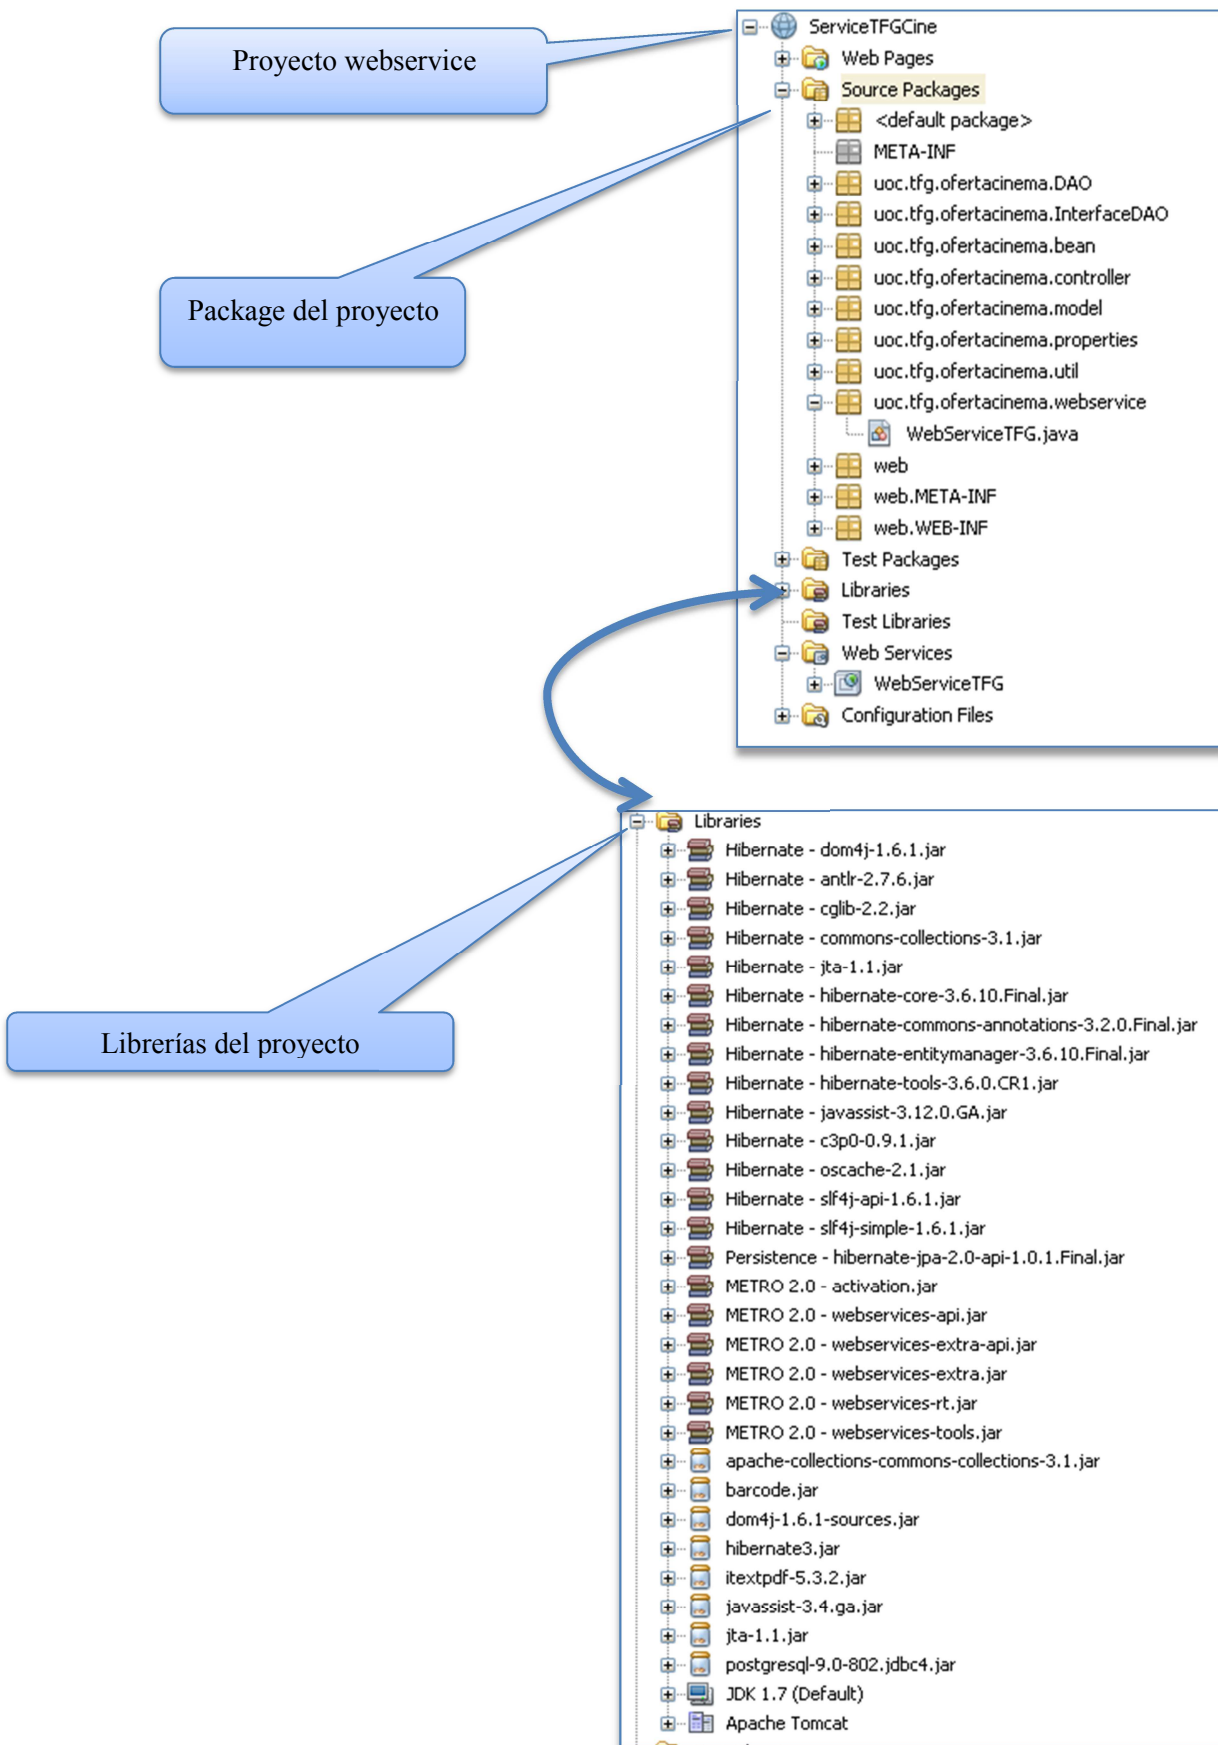 Proyecto webservice
ServiceTFGCine
Web Pages
Source Packages
<default package>
META-INF
uoc.tfg.ofertacinema.DAO
uoc.tfg.ofertacinema.InterfaceDAO
uoc.tfg.ofertacinema.bean
uoc.tfg.ofertacinema.controller
Package del proyecto
uoc.tfg.ofertacinema.model
uoc.tfg.ofertacinema.properties
uoc.tfg.ofertacinema.util
uoc.tfg.ofertacinema.webservice
WebServiceTFG.java
web
web.META-INF
web.WEB-INF
Test Packages
Libraries
Test Libraries
Web Services
WebServiceTFG
Configuration Files
Libraries
Hibernate - dom4j-1.6.1.jar
Hibernate - antlr-2.7.6.jar
Hibernate - cglib-2.2.jar
Hibernate - commons-collections-3.1.jar
Hibernate - jta-1.1.jar
Hibernate - hibernate-core-3.6.10.Final.jar
Hibernate - hibernate-commons-annotations-3.2.0.Final.jar
Librerías del proyecto
Hibernate - hibernate-entitymanager-3.6.10.Final.jar
Hibernate - hibernate-tools-3.6.0.CR1.jar
Hibernate - javassist-3.12.0.GA.jar
Hibernate - c3p0-0.9.1.jar
Hibernate - oscache-2.1.jar
Hibernate - slf4j-api-1.6.1.jar
Hibernate - slf4j-simple-1.6.1.jar
Persistence - hibernate-jpa-2.0-api-1.0.1.Final.jar
METRO 2.0 - activation.jar
METRO 2.0 - webservices-api.jar
METRO 2.0 - webservices-extra-api.jar
METRO 2.0 - webservices-extra.jar
METRO 2.0 - webservices-rt.jar
METRO 2.0 - webservices-tools.jar
apache-collections-commons-collections-3.1.jar
barcode.jar
dom4j-1.6.1-sources.jar
hibernate3.jar
itextpdf-5.3.2.jar
javassist-3.4.ga.jar
jta-1.1.jar
postgresql-9.0-802.jdbc4.jar
JDK 1.7 (Default)
Apache Tomcat